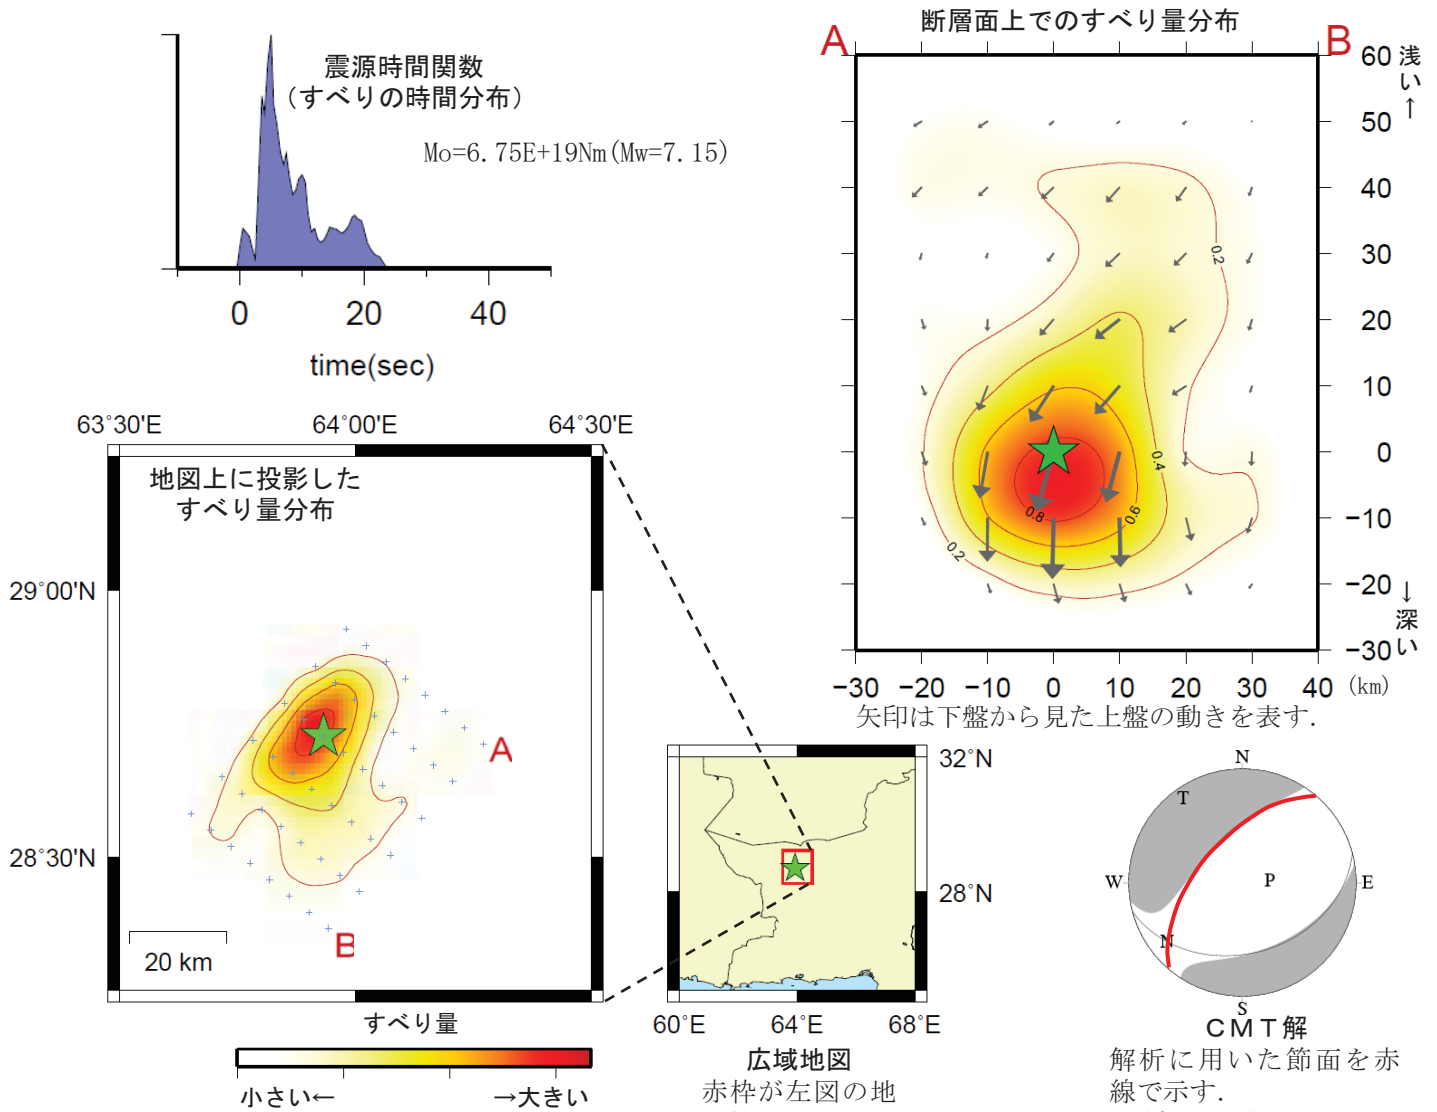 震源時間関数
（すべりの時間分布）
Mo=6.75E+19Nm(Mw=7.15)
0 20 40
time(sec)
断層面上でのすべり量分布
A B
60 浅い↑
50
40
30
20
10
0
−10
−20
−30 ↓深い
0.2
0.4
0.6
0.8
0.2
−30 −20 −10 0 10 20 30 40 (km)
矢印は下盤から見た上盤の動きを表す.
63˚30'E 64˚00'E 64˚30'E
地図上に投影した
すべり量分布
29˚00'N
28˚30'N
A
B
20 km
すべり量
小さい← →大きい
32˚N
28˚N
60˚E 64˚E 68˚E
広域地図
赤枠が左図の地
N
T
W P E
N
S
ＣＭＴ解
解析に用いた節面を赤
線で示す.